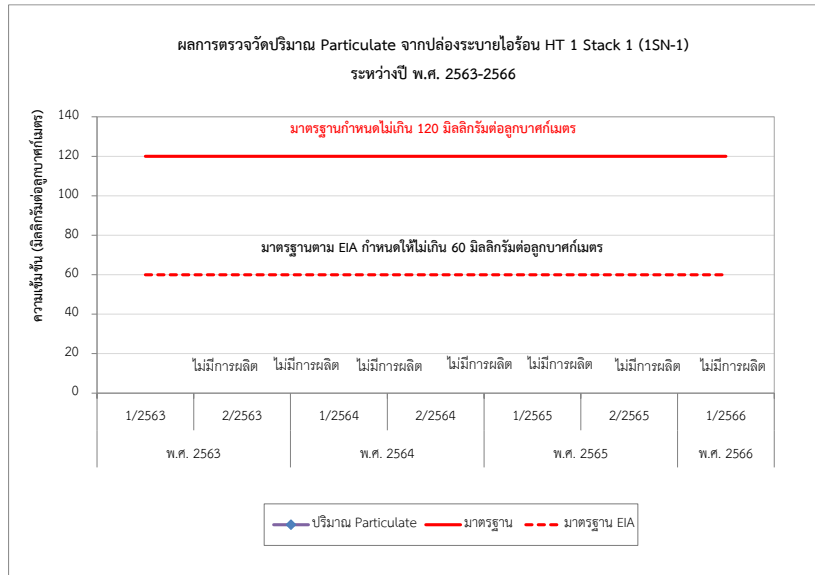 ผลการตรวจวัดปริมาณ Particulate จากปล่องระบายไอร้อน HT 1 Stack 1 (1SN-1)
ระหว่างปี พ.ศ. 2563-2566
ความเข้มข้น (มิลลิกรัมต่อลูกบาศก์เมตร)
140
มาตรฐานกำหนดไม่เกิน 120 มิลลิกรัมต่อลูกบาศก์เมตร
120
100
80
มาตรฐานตาม EIA กำหนดให้ไม่เกิน 60 มิลลิกรัมต่อลูกบาศก์เมตร
60
40
20
ไม่มีการผลิต ไม่มีการผลิต ไม่มีการผลิต ไม่มีการผลิต ไม่มีการผลิต ไม่มีการผลิต ไม่มีการผลิต
0
1/2563 2/2563 1/2564 2/2564 1/2565 2/2565 1/2566
พ.ศ. 2563 พ.ศ. 2564 พ.ศ. 2565 พ.ศ. 2566
ปริมาณ Particulate มาตรฐาน มาตรฐาน EIA